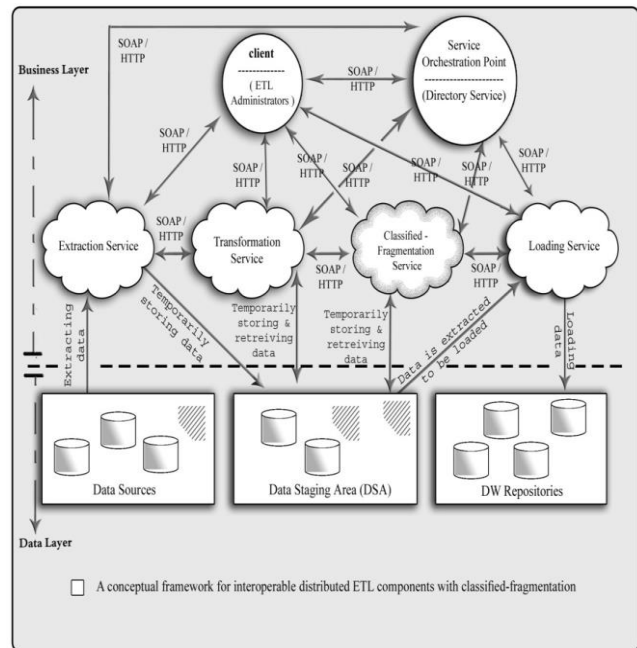 Business Layer
SOAP /
HTTP
client
-------------
( ETL
Administrators )
SOAP /
HTTP
Service
Orchestration Point
(Directory Service)
SOAP /
HTTP
SOAP /
HTTP
SOAP /
HTTP
SOAP /
HTTP
SOAP /
HTTP
SOAP /
HTTP
SOAP /
HTTP
Extraction Service
SOAP /
HTTP
Transformation
Service
SOAP /
HTTP
Classified -
Fragmentation
Service
SOAP /
HTTP
Loading Service
Extracting
data
Temporarily
storing data
Temporarily
storing &
retreiving
data
Temporarily
storing &
retreiving
data
Data is extracted
to be loaded
Loading
data
Data Sources
Data Staging Area (DSA)
DW Repositories
Data Layer
A conceptual framework for interoperable distributed ETL components with classified-fragmentation